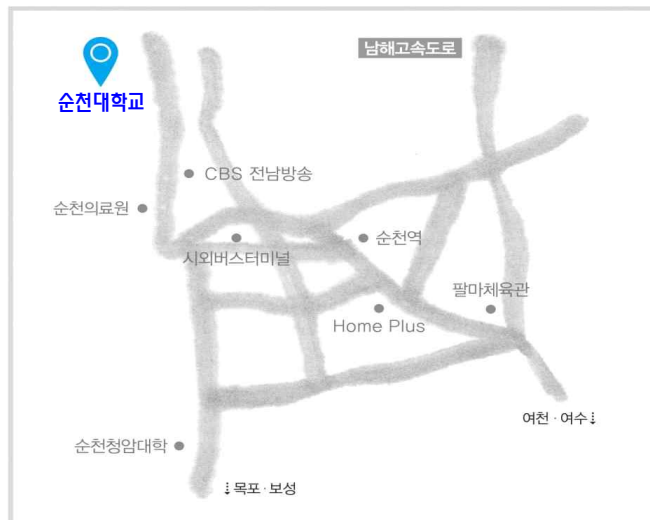 남해고속도로
순천대학교
CBS 전남방송
순천의료원
순천역
시외버스터미널
팔마체육관
Home Plus
여천·여수⇣
순천청암대학
⇣목포·보성